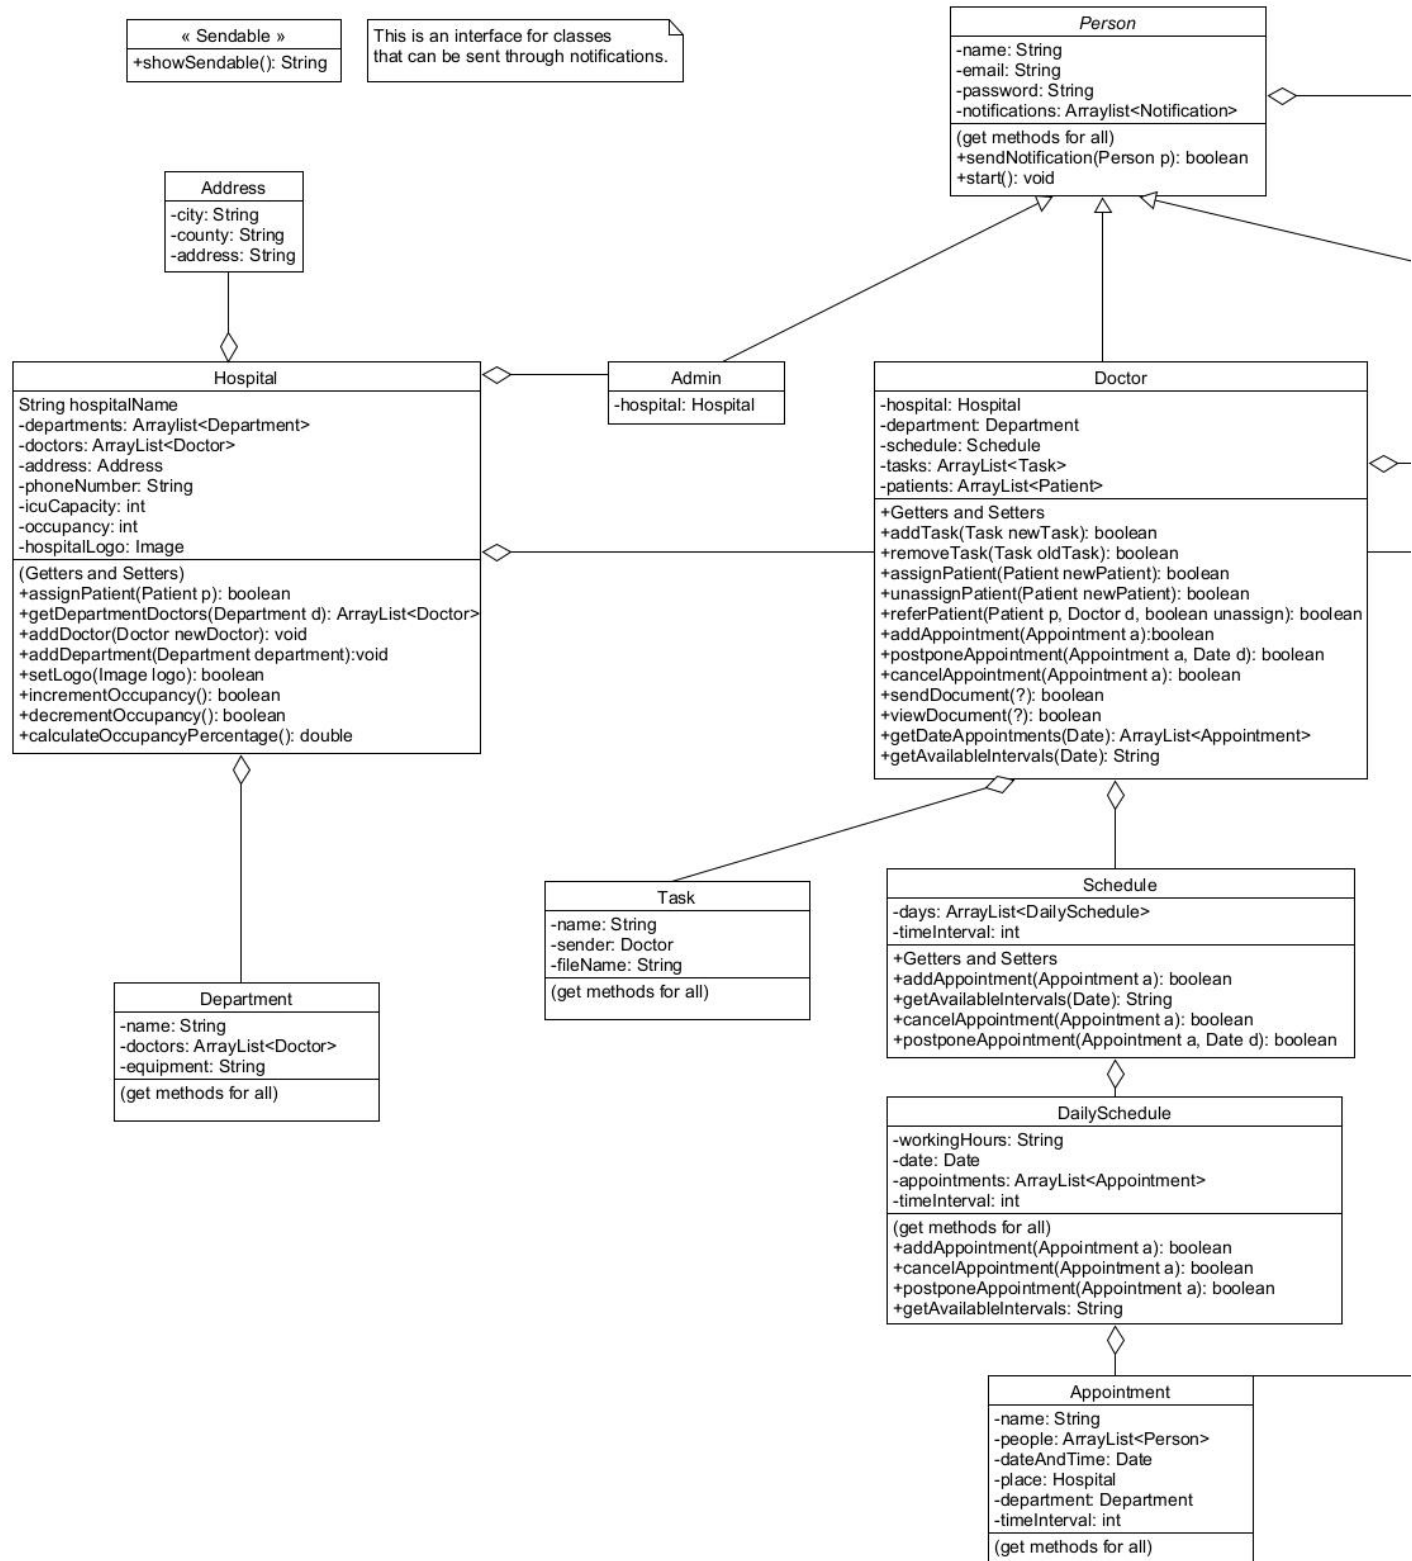 « Sendable »
+showSendable(): String
This is an interface for classes
that can be sent through notifications.
Person
-name: String
-email: String
-password: String
-notifications: Arraylist<Notification>
(get methods for all)
+sendNotification(Person p): boolean
+start(): void
Address
-city: String
-county: String
-address: String
Hospital
String hospitalName
-departments: Arraylist<Department>
-doctors: ArrayList<Doctor>
-address: Address
-phoneNumber: String
-icuCapacity: int
-occupancy: int
-hospitalLogo: Image
(Getters and Setters)
+assignPatient(Patient p): boolean
+getDepartmentDoctors(Department d): ArrayList<Doctor>
+addDoctor(Doctor newDoctor): void
+addDepartment(Department department):void
+setLogo(Image logo): boolean
+incrementOccupancy(): boolean
+decrementOccupancy(): boolean
+calculateOccupancyPercentage(): double
Admin
-hospital: Hospital
Doctor
-hospital: Hospital
-department: Department
-schedule: Schedule
-tasks: ArrayList<Task>
-patients: ArrayList<Patient>
+Getters and Setters
+addTask(Task newTask): boolean
+removeTask(Task oldTask): boolean
+assignPatient(Patient newPatient): boolean
+unassignPatient(Patient newPatient): boolean
+referPatient(Patient p, Doctor d, boolean unassign): boolean
+addAppointment(Appointment a):boolean
+postponeAppointment(Appointment a, Date d): boolean
+cancelAppointment(Appointment a): boolean
+sendDocument(?): boolean
+viewDocument(?): boolean
+getDateAppointments(Date): ArrayList<Appointment>
+getAvailableIntervals(Date): String
Task
-name: String
-sender: Doctor
-fileName: String
(get methods for all)
Schedule
-days: ArrayList<DailySchedule>
-timeInterval: int
+Getters and Setters
+addAppointment(Appointment a): boolean
+getAvailableIntervals(Date): String
+cancelAppointment(Appointment a): boolean
+postponeAppointment(Appointment a, Date d): boolean
Department
-name: String
-doctors: ArrayList<Doctor>
-equipment: String
(get methods for all)
DailySchedule
-workingHours: String
-date: Date
-appointments: ArrayList<Appointment>
-timeInterval: int
(get methods for all)
+addAppointment(Appointment a): boolean
+cancelAppointment(Appointment a): boolean
+postponeAppointment(Appointment a): boolean
+getAvailableIntervals: String
Appointment
-name: String
-people: ArrayList<Person>
-dateAndTime: Date
-place: Hospital
-department: Department
-timeInterval: int
(get methods for all)